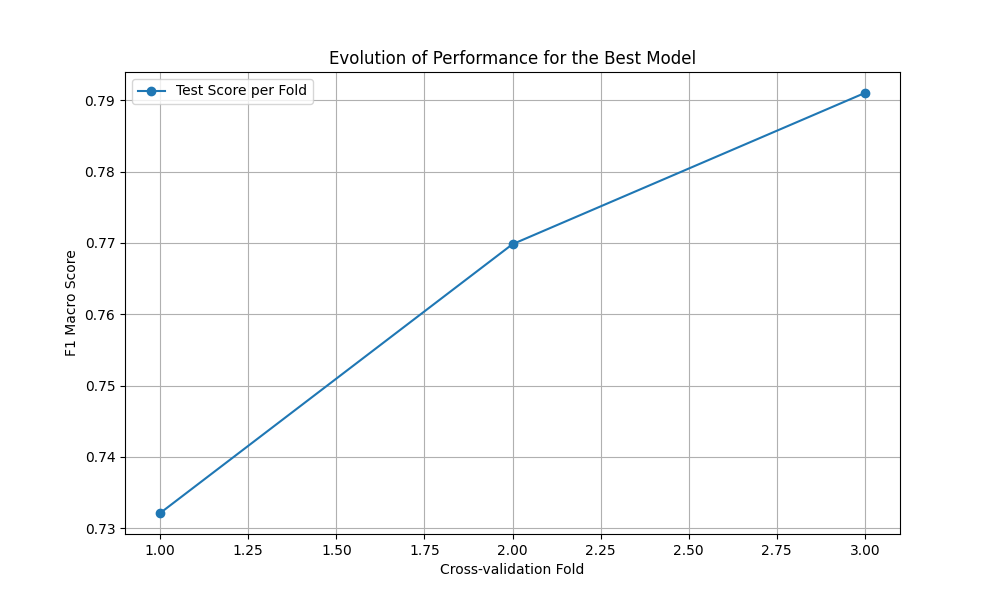 Evolution of Performance for the Best Model
Test Score per Fold
F1 Macro Score
0.79
0.78
0.77
0.76
0.75
0.74
0.73
1.00 1.25 1.50 1.75 2.00 2.25 2.50 2.75 3.00
Cross-validation Fold